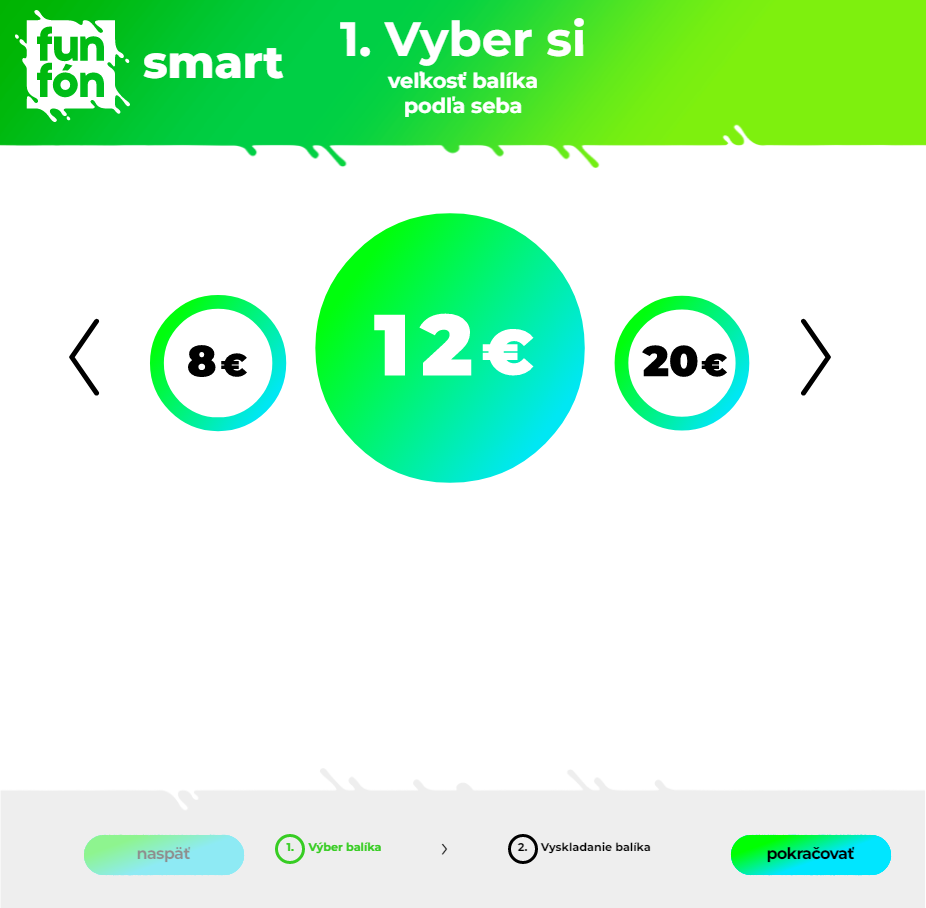 fun
fón
smart
1. Vyber si
veľkosť balíka
podľa seba
8€
12€
20€
naspäť
1. Výber balíka
2. Vyskladanie balíka
pokračovať